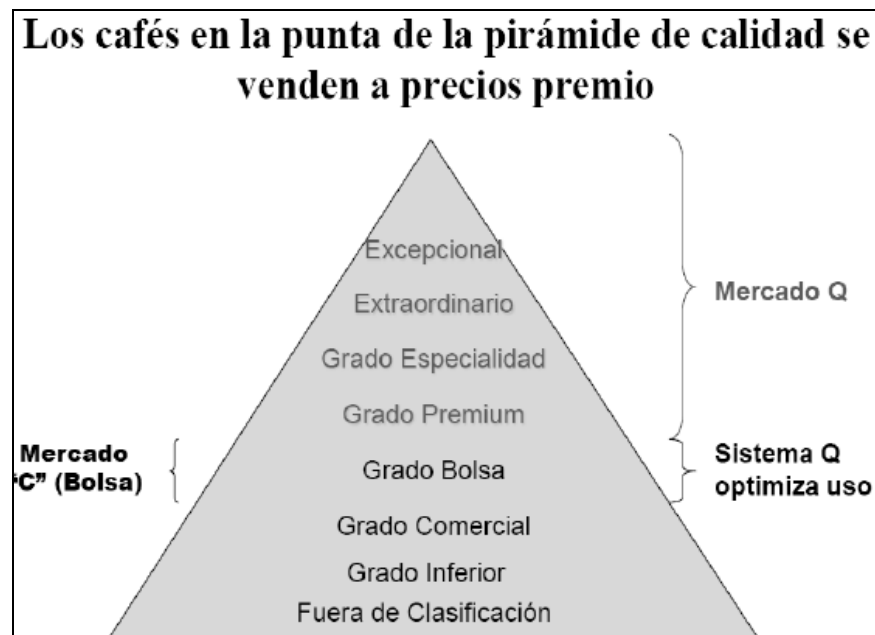 Los cafés en la punta de la pirámide de calidad se
venden a precios premio
Excepcional
Extraordinario
Grado Especialidad
Grado Premium
Grado Bolsa
Grado Comercial
Grado Inferior
Fuera de Clasificación
Mercado Q
Mercado
"C" (Bolsa)
Sistema Q
optimiza uso